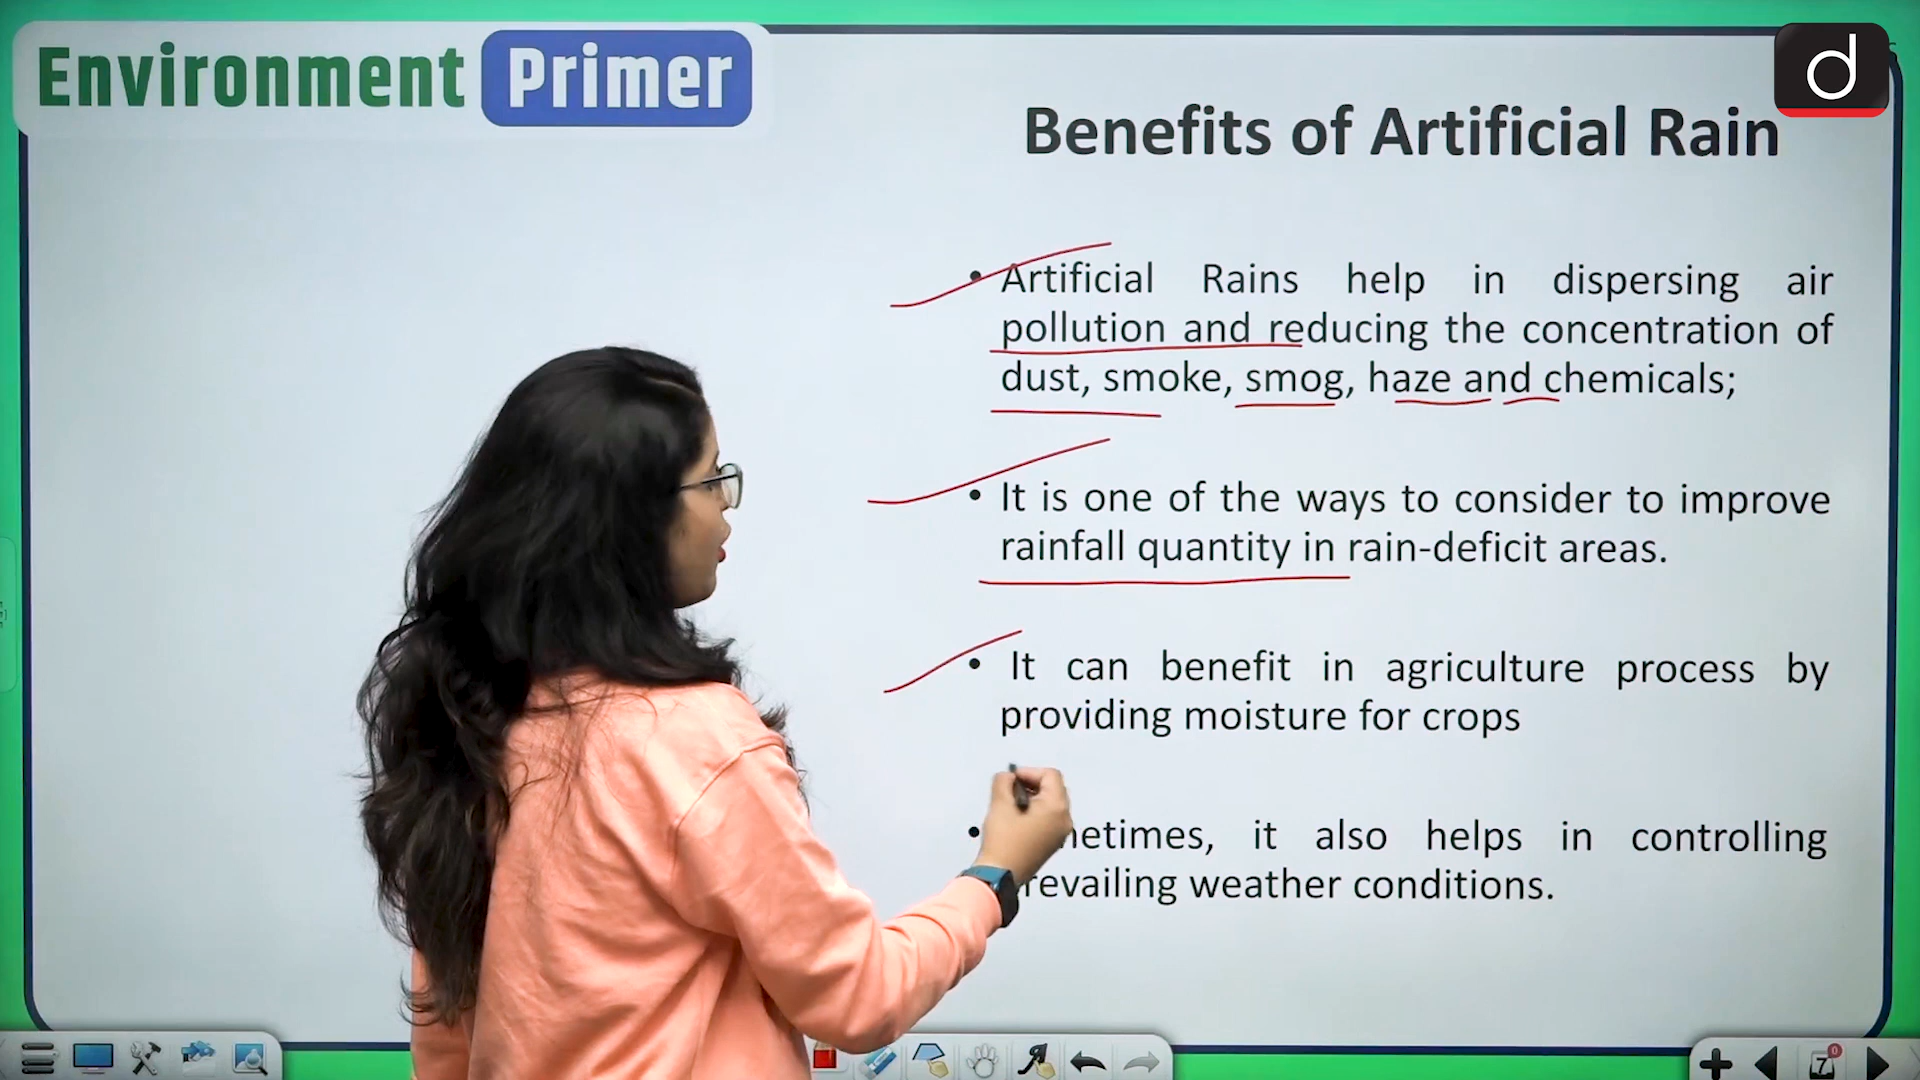 Environment Primer
Benefits of Artificial Rain
• Artificial Rains help in dispersing air
pollution and reducing the concentration of
dust, smoke, smog, haze and chemicals;
• It is one of the ways to consider to improve
rainfall quantity in rain-deficit areas.
• It can benefit in agriculture process by
providing moisture for crops
• it also helps in controlling
weather conditions.
d
7
0